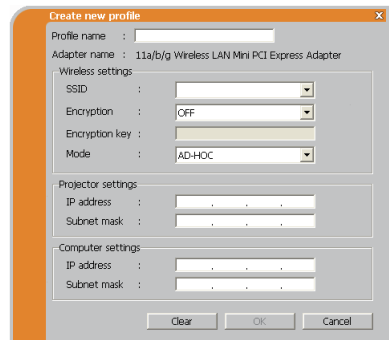 Create new profile
Profile name :
Adapter name : 11a/b/g Wireless LAN Mini PCI Express Adapter
Wireless settings
SSID :
Encryption : OFF
Encryption key :
Mode : AD-HOC
Projector settings
IP address : . . .
Subnet mask : . . .
Computer settings
IP address : . . .
Subnet mask : . . .
Clear OK Cancel